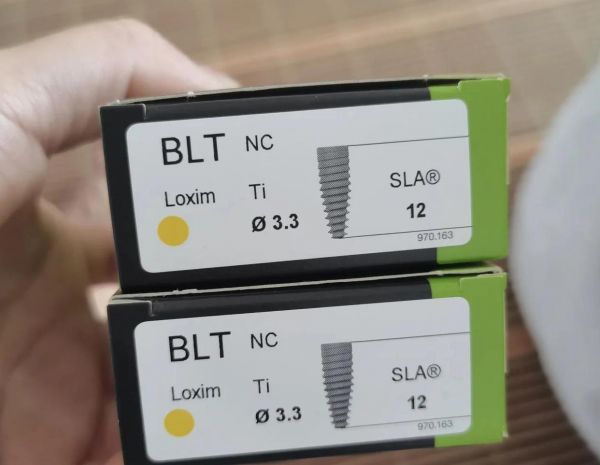 BLT NC
Loxim Ti SLA®
Ø 3.3 12
970.163
BLT NC
Loxim Ti SLA®
Ø 3.3 12
970.163